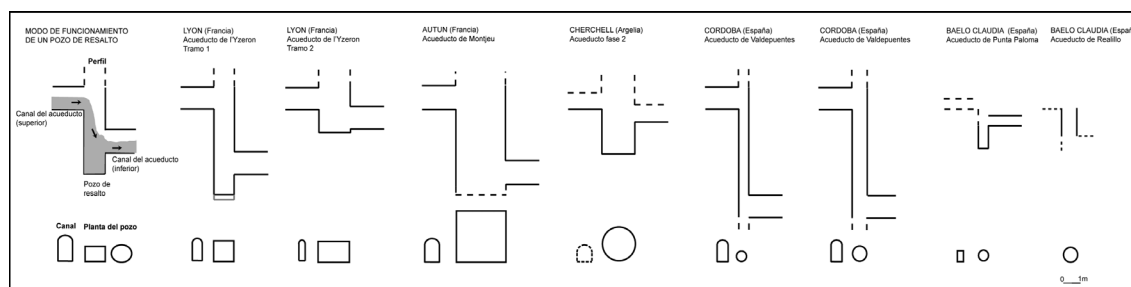 MODO DE FUNCIONAMIENTO
DE UN POZO DE RESALTO
Perfil
Canal del acueducto
(superior)
Canal del acueducto
(inferior)
Pozo de
resalto
Canal
Planta del pozo
LYON (Francia)
Acueducto de l'Yzeron
Tramo 1
LYON (Francia)
Acueducto de l'Yzeron
Tramo 2
AUTUN (Francia)
Acueducto de Montjeu
CHERCHELL (Argelia)
Acueducto fase 2
CORDOBA (España)
Acueducto de Valdepuentes
CORDOBA (España)
Acueducto de Valdepuentes
BAELO CLAUDIA (España)
Acueducto de Punta Paloma
BAELO CLAUDIA (Espa
Acueducto de Realillo
0 1m